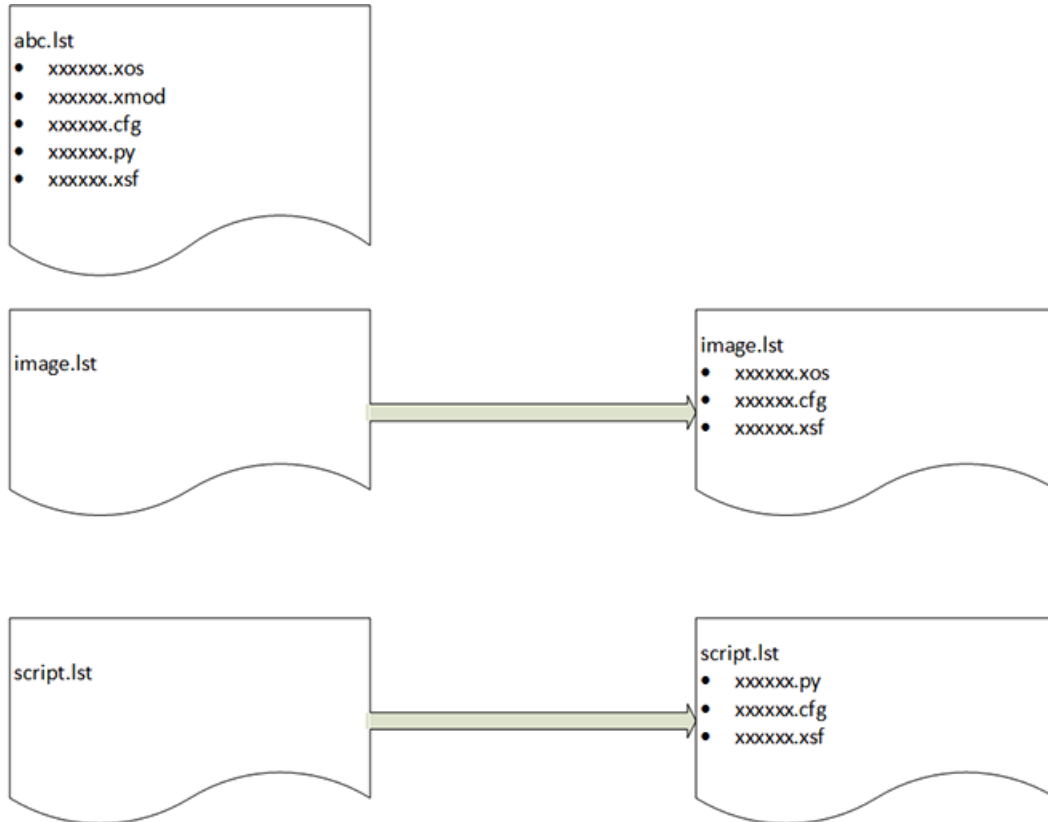 abc.lst
• xxxxxx.xos
• xxxxxx.xmod
• xxxxxx.cfg
• xxxxxx.py
• xxxxxx.xsf
image.lst
image.lst
• xxxxxx.xos
• xxxxxx.cfg
• xxxxxx.xsf
script.lst
script.lst
• xxxxxx.py
• xxxxxx.cfg
• xxxxxx.xsf